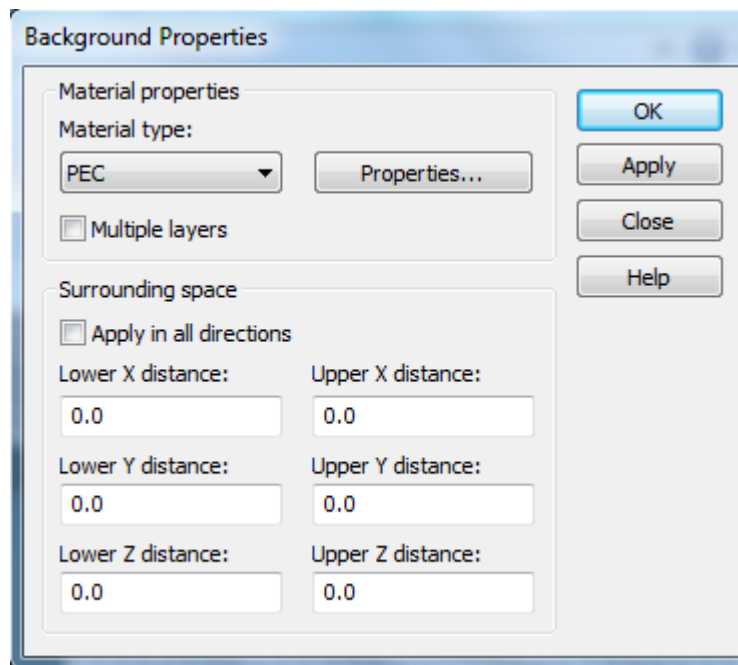 Background Properties
Material properties
Material type:
PEC
Properties...
Multiple layers
OK
Apply
Close
Help
Surrounding space
Apply in all directions
Lower X distance: Upper X distance:
0.0 0.0
Lower Y distance: Upper Y distance:
0.0 0.0
Lower Z distance: Upper Z distance:
0.0 0.0